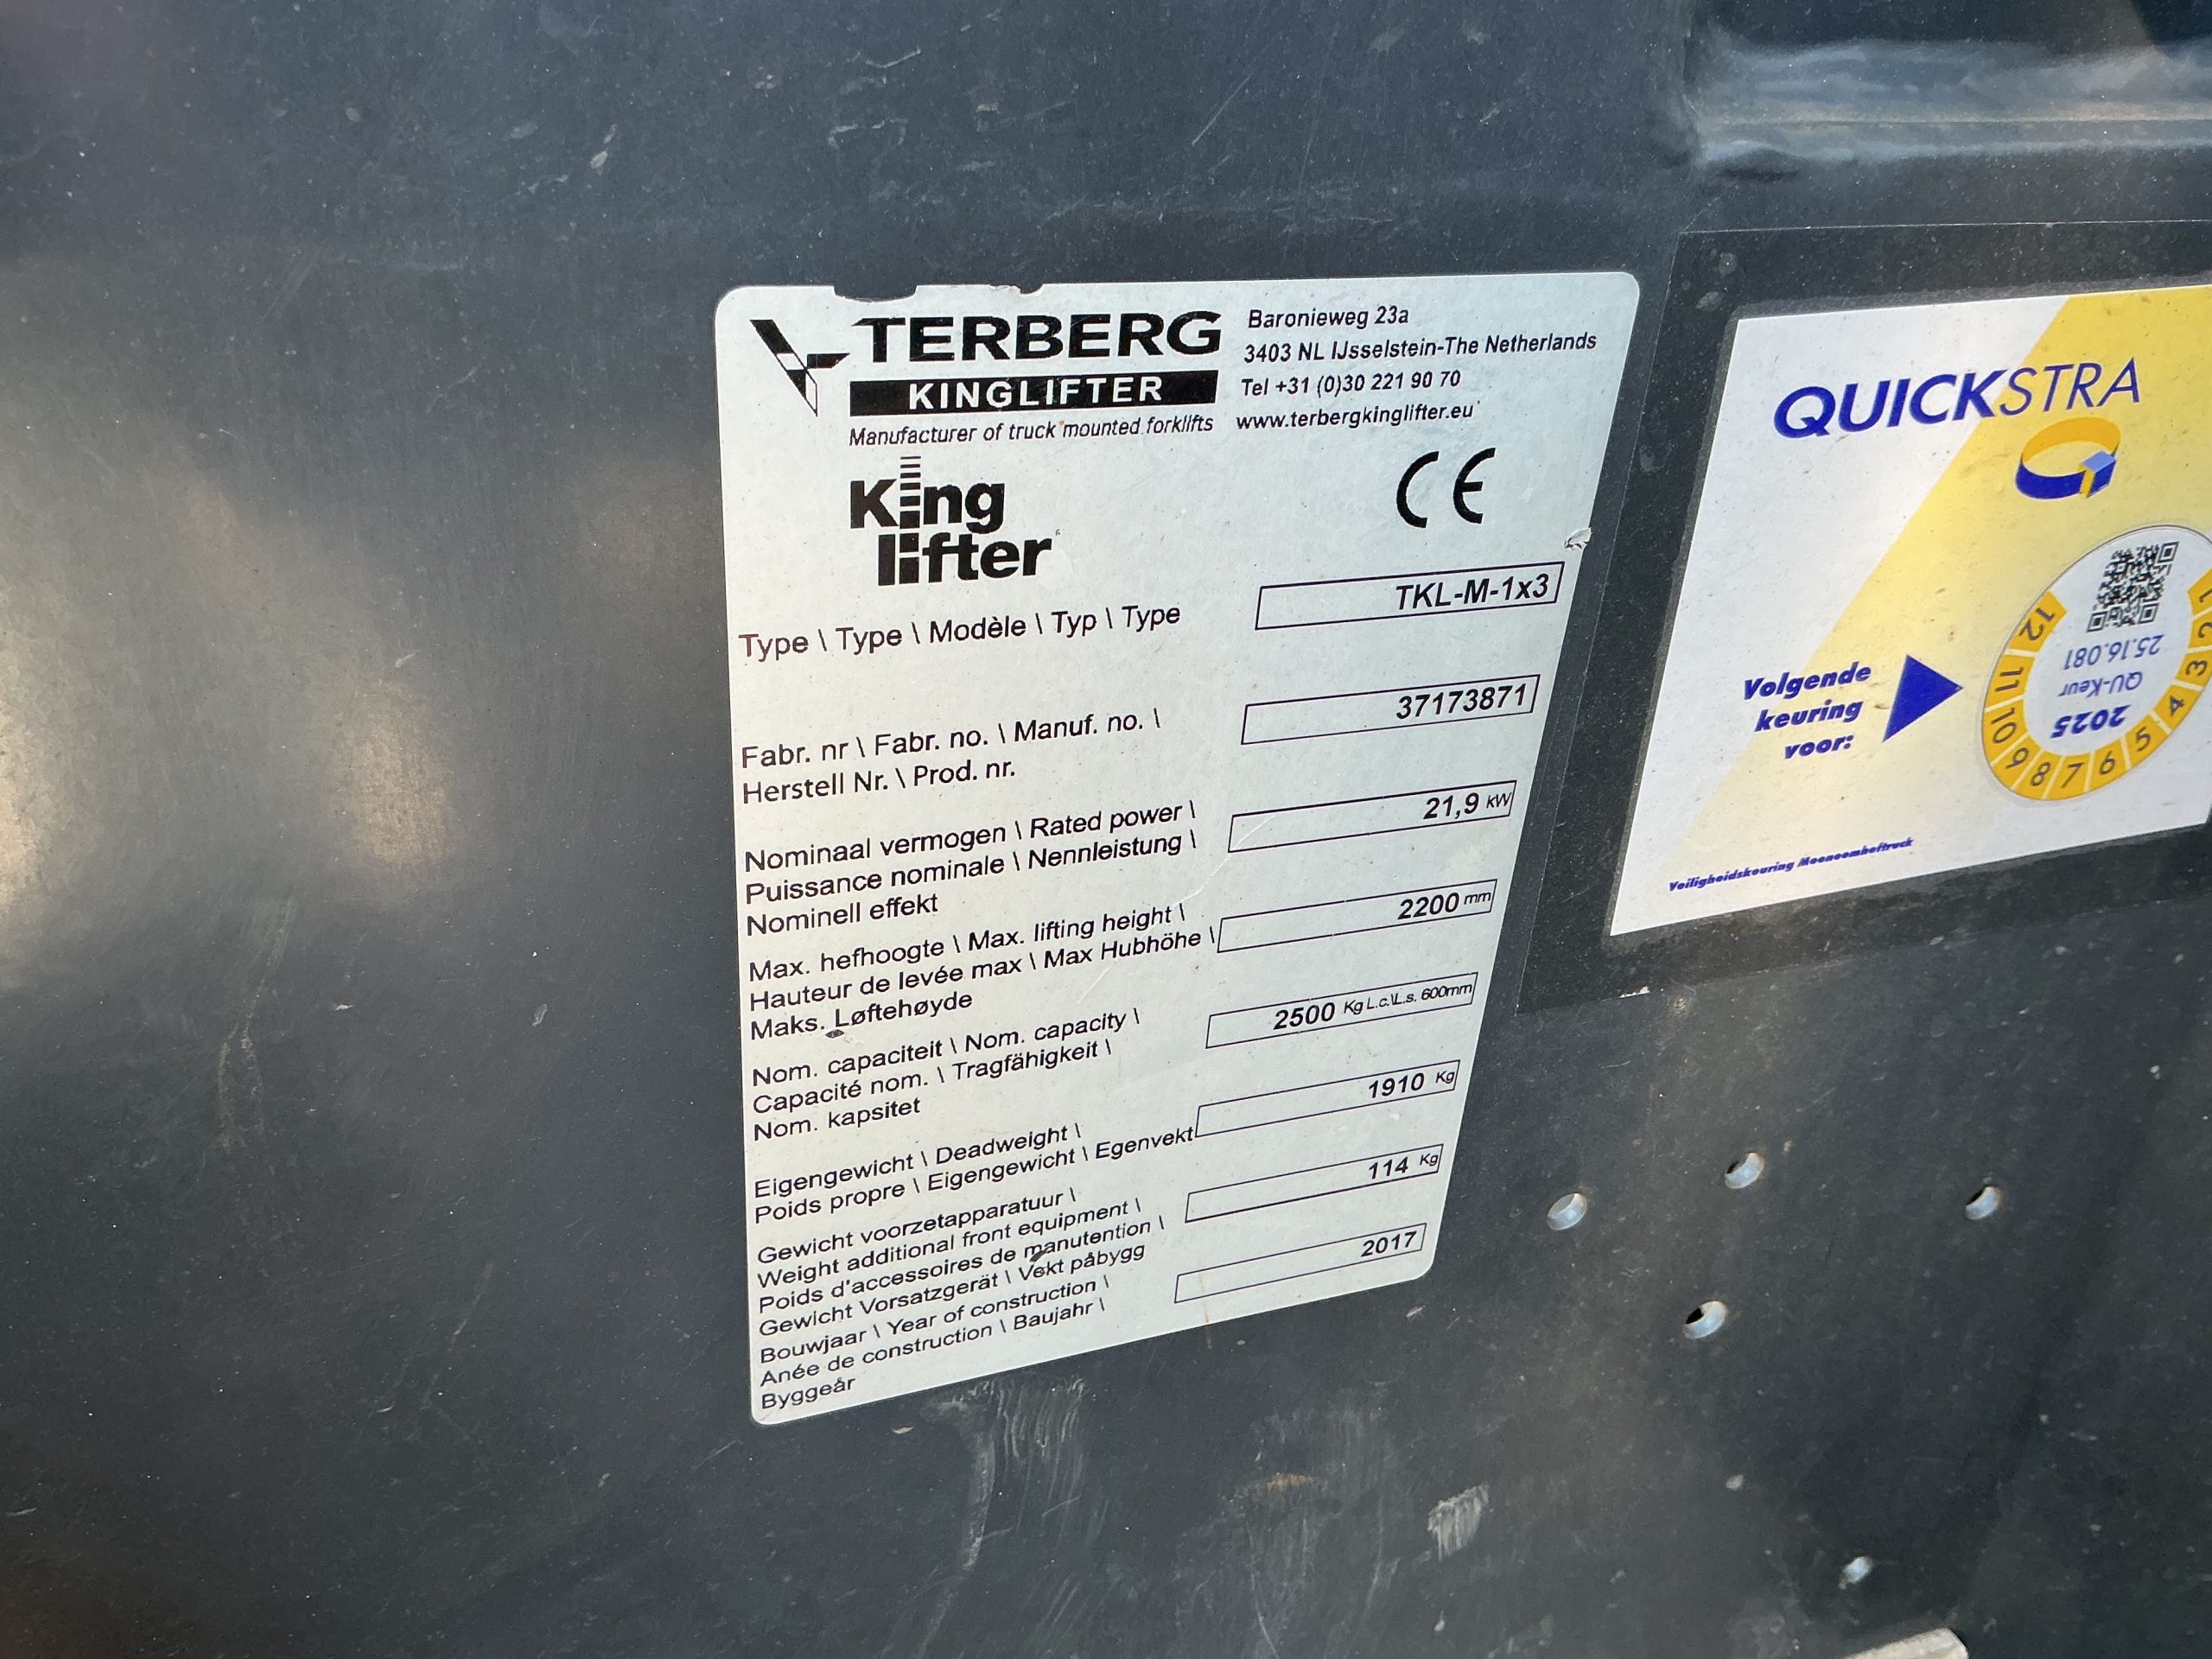 TERBERG
KINGLIFTER
Manufacturer of truck mounted forklifts
Baronieweg 23a
3403 NL IJsselstein-The Netherlands
Tel +31 (0)30 221 90 70
www.terbergkinglifter.eu
King
lifter
CE
Type \ Type \ Modèle \ Typ \ Type
TKL-M-1x3
Fabr. nr \ Fabr. no. \ Manuf. no. \
Herstell Nr. \ Prod. nr.
37173871
Nominaal vermogen \ Rated power \
Puissance nominale \ Nennleistung \
Nominell effekt
21,9 kW
Max. hefhoogte \ Max. lifting height \
Hauteur de levée max \ Max Hubhöhe \
Maks. Løftehøyde
2200 mm
Nom. capaciteit \ Nom. capacity \
Capacité nom. \ Tragfähigkeit \
Nom. kapsitet
2500 Kg L.c.\L.s. 600mm
Eigengewicht \ Deadweight \
Poids propre \ Eigengewicht \ Egenvekt
1910 Kg
Gewicht voorzetapparatuur \
Weight additional front equipment \
Poids d'accessoires de manutention \
Gewicht Vorsatzgerät \ Vekt påbygg
114 Kg
Bouwjaar \ Year of construction \
Anée de construction \ Baujahr \
Byggeår
2017
QUICKSTRA
Volgende
keuring
voor:
1 2 3 4 5 6 7 8 9 10 11 12
25.16.081
QU-Keur
2025
Veiligheidskeuring Meeneemheftruck